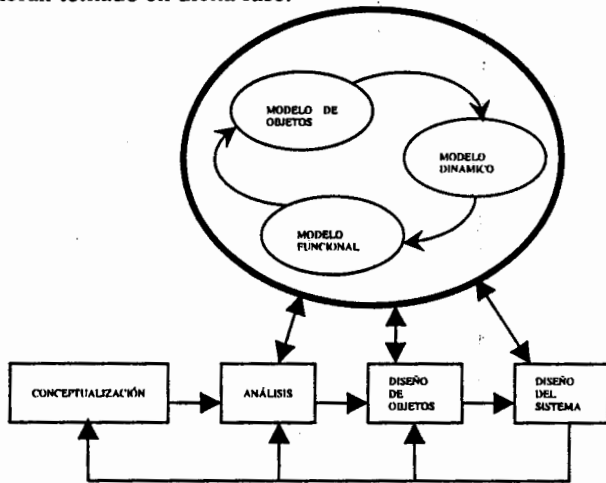 MODELO DE
OBJETOS
MODELO
DINAMICO
MODELO
FUNCIONAL
CONCEPTUALIZACIÓN
ANÁLISIS
DISEÑO
DE
OBJETOS
DISEÑO
DEL
SISTEMA